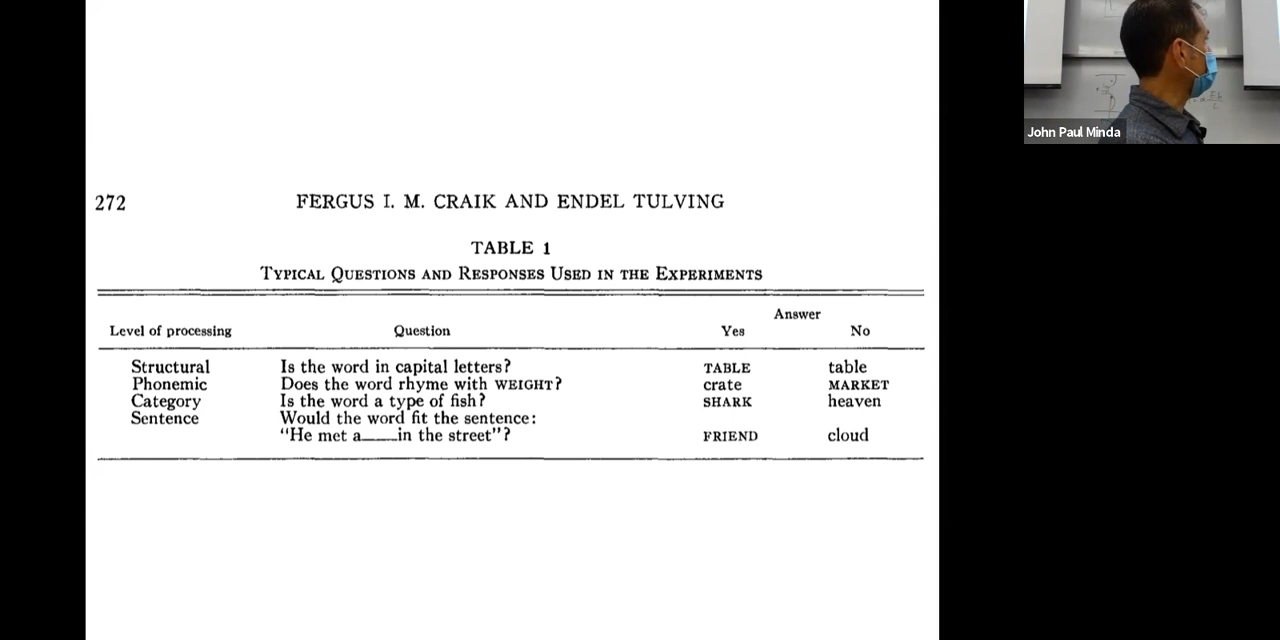 272 FERGUS I. M. CRAIK AND ENDEL TULVING
TABLE 1
TYPICAL QUESTIONS AND RESPONSES USED IN THE EXPERIMENTS
Answer
Level of processing Question Yes No
Structural Is the word in capital letters? TABLE table
Phonemic Does the word rhyme with WEIGHT? crate MARKET
Category Is the word a type of fish? SHARK heaven
Sentence Would the word fit the sentence:
“He met a____in the street”? FRIEND cloud
John Paul Minda